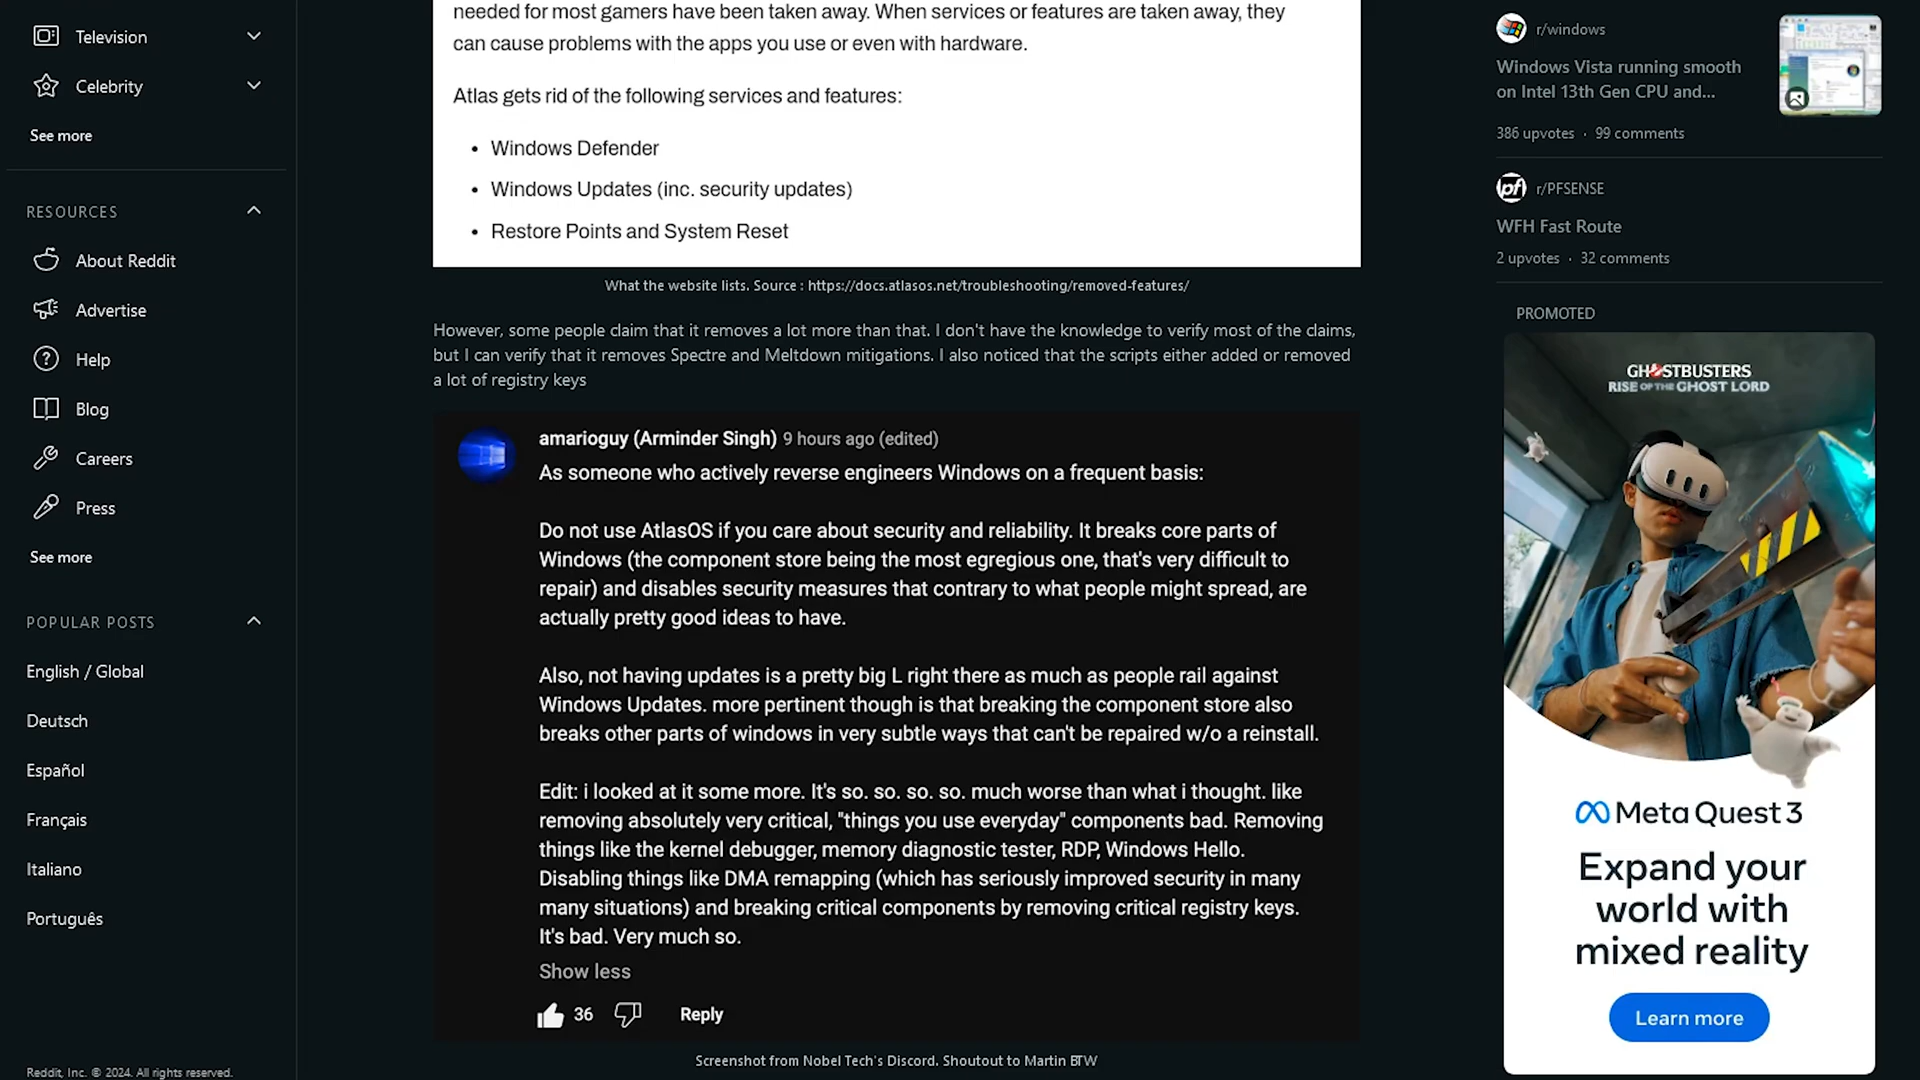 Television
Celebrity
See more
RESOURCES
About Reddit
Advertise
Help
Blog
Careers
Press
See more
POPULAR POSTS
English / Global
Deutsch
Español
Français
Italiano
Português
Reddit, Inc. © 2024. All rights reserved.
needed for most gamers have been taken away. When services or features are taken away, they
can cause problems with the apps you use or even with hardware.
Atlas gets rid of the following services and features:
• Windows Defender
• Windows Updates (inc. security updates)
• Restore Points and System Reset
What the website lists. Source : https://docs.atlasos.net/troubleshooting/removed-features/
However, some people claim that it removes a lot more than that. I don't have the knowledge to verify most of the claims,
but I can verify that it removes Spectre and Meltdown mitigations. I also noticed that the scripts either added or removed
a lot of registry keys
amarioguy (Arminder Singh) 9 hours ago (edited)
As someone who actively reverse engineers Windows on a frequent basis:
Do not use AtlasOS if you care about security and reliability. It breaks core parts of
Windows (the component store being the most egregious one, that's very difficult to
repair) and disables security measures that contrary to what people might spread, are
actually pretty good ideas to have.
Also, not having updates is a pretty big L right there as much as people rail against
Windows Updates. more pertinent though is that breaking the component store also
breaks other parts of windows in very subtle ways that can't be repaired w/o a reinstall.
Edit: i looked at it some more. It's so. so. so. so. much worse than what i thought. like
removing absolutely very critical, "things you use everyday" components bad. Removing
things like the kernel debugger, memory diagnostic tester, RDP, Windows Hello.
Disabling things like DMA remapping (which has seriously improved security in many
many situations) and breaking critical components by removing critical registry keys.
It's bad. Very much so.
Show less
36 Reply
Screenshot from Nobel Tech's Discord. Shoutout to Martin BTW
r/windows
Windows Vista running smooth
on Intel 13th Gen CPU and...
386 upvotes · 99 comments
pf r/PFSENSE
WFH Fast Route
2 upvotes · 32 comments
PROMOTED
GHOSTBUSTERS
RISE OF THE GHOST LORD
Meta Quest 3
Expand your
world with
mixed reality
Learn more